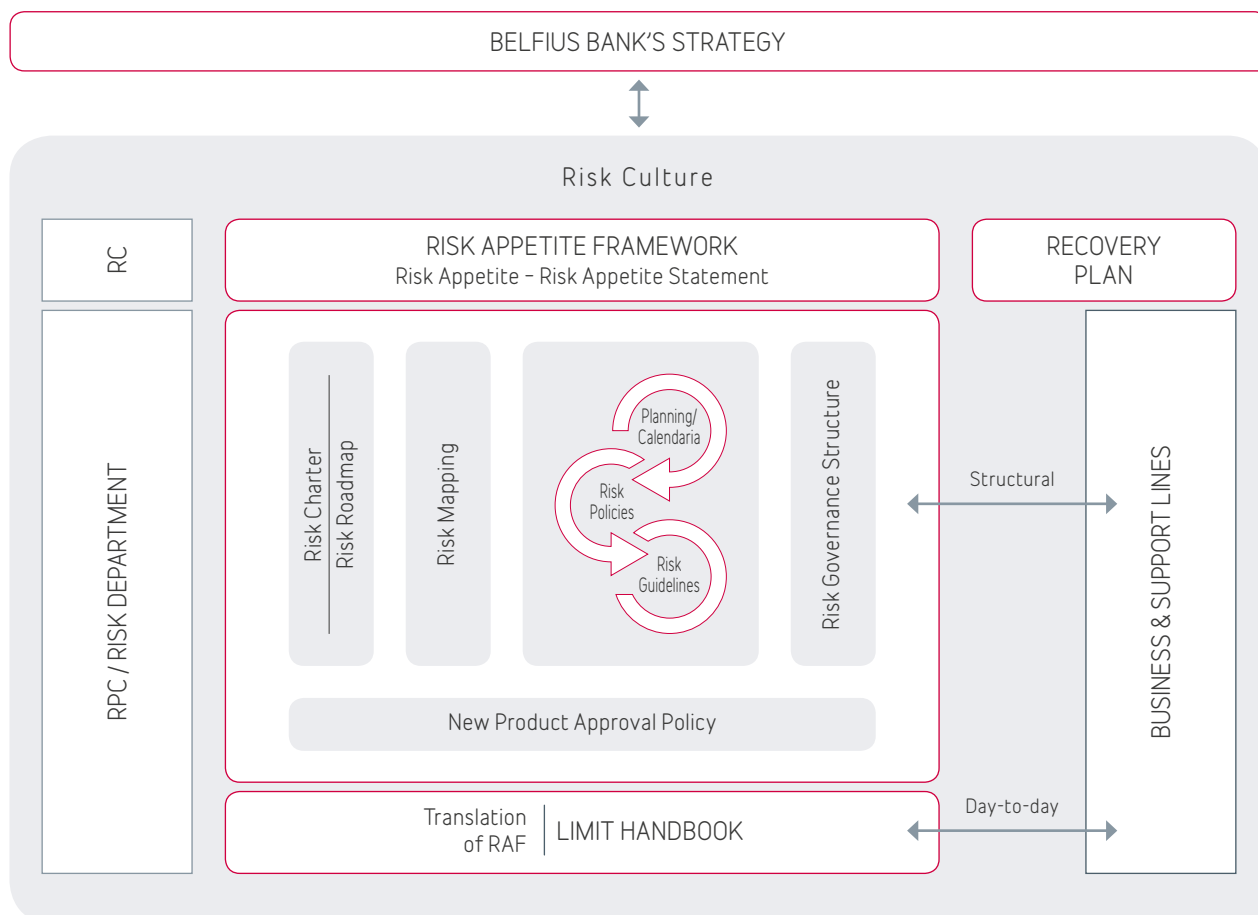 BELFIUS BANK'S STRATEGY
Risk Culture
RC
RISK APPETITE FRAMEWORK
Risk Appetite – Risk Appetite Statement
RECOVERY
PLAN
RPC / RISK DEPARTMENT
Risk Charter
Risk Roadmap
Risk Mapping
Planning/
Calendaria
Risk
Policies
Risk
Guidelines
Risk Governance Structure
New Product Approval Policy
Structural
BUSINESS & SUPPORT LINES
Translation
of RAF
LIMIT HANDBOOK
Day-to-day